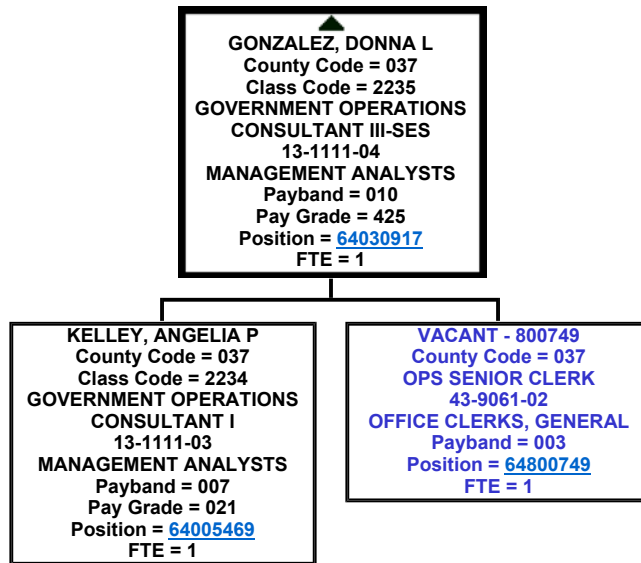 GONZALEZ, DONNA L
County Code = 037
Class Code = 2235
GOVERNMENT OPERATIONS
CONSULTANT III-SES
13-1111-04
MANAGEMENT ANALYSTS
Payband = 010
Pay Grade = 425
Position = 64030917
FTE = 1
KELLEY, ANGELIA P
County Code = 037
Class Code = 2234
GOVERNMENT OPERATIONS
CONSULTANT I
13-1111-03
MANAGEMENT ANALYSTS
Payband = 007
Pay Grade = 021
Position = 64005469
FTE = 1
VACANT - 800749
County Code = 037
OPS SENIOR CLERK
43-9061-02
OFFICE CLERKS, GENERAL
Payband = 003
Position = 64800749
FTE = 1